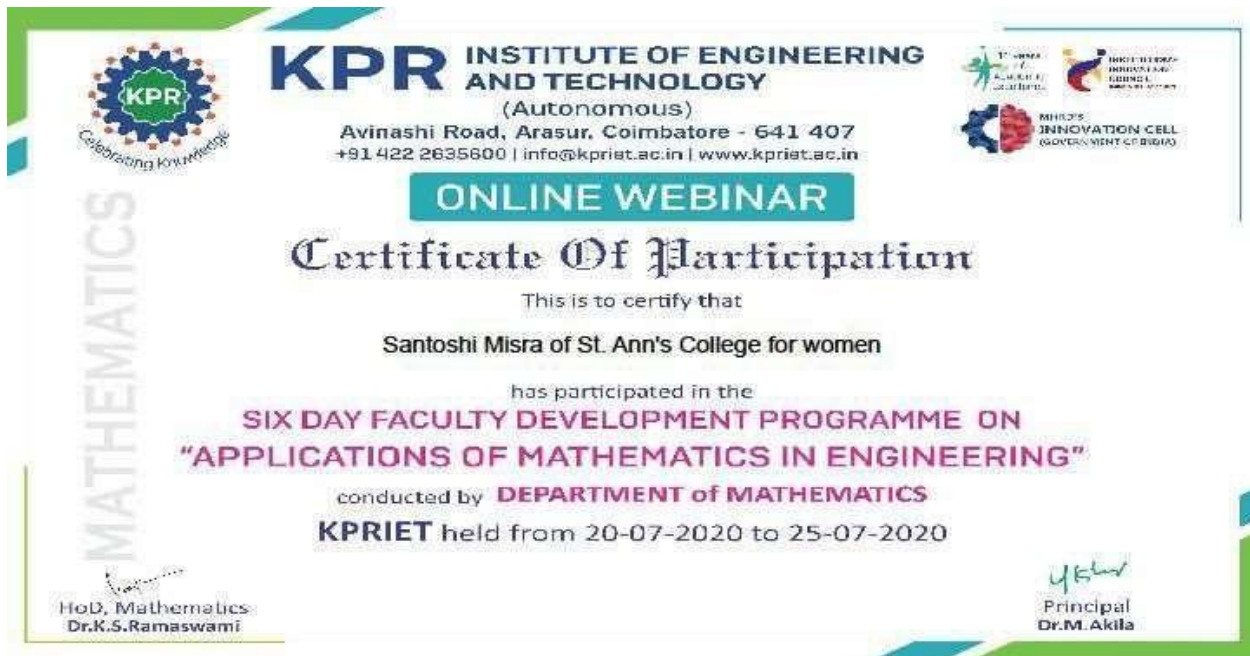 KPR INSTITUTE OF ENGINEERING
AND TECHNOLOGY
(Autonomous)
Avinashi Road, Arasur, Coimbatore - 641 407
+91 422 2635600 | info@kpriet.ac.in | www.kpriet.ac.in
KPR
Celebrating Knowledge
MHRD'S
INNOVATION CELL
(GOVERNMENT OF INDIA)
ONLINE WEBINAR
Certificate Of Participation
This is to certify that
Santoshi Misra of St. Ann's College for women
has participated in the
SIX DAY FACULTY DEVELOPMENT PROGRAMME ON
"APPLICATIONS OF MATHEMATICS IN ENGINEERING"
conducted by DEPARTMENT of MATHEMATICS
KPRIET held from 20-07-2020 to 25-07-2020
MATHEMATICS
HoD, Mathematics
Dr.K.S.Ramaswami
Principal
Dr.M.Akila